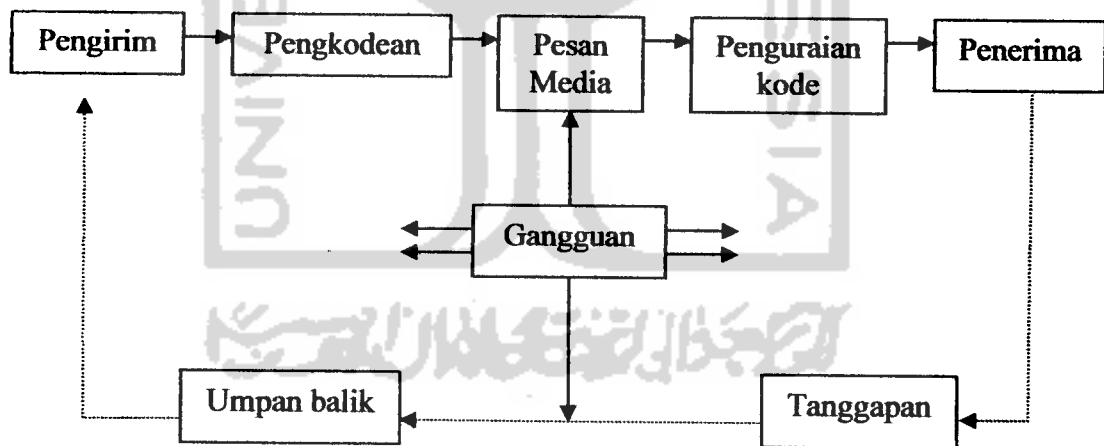 Pengirim
Pengkodean
Pesan
Media
Penguraian
kode
Penerima
Gangguan
Umpan balik
Tanggapan